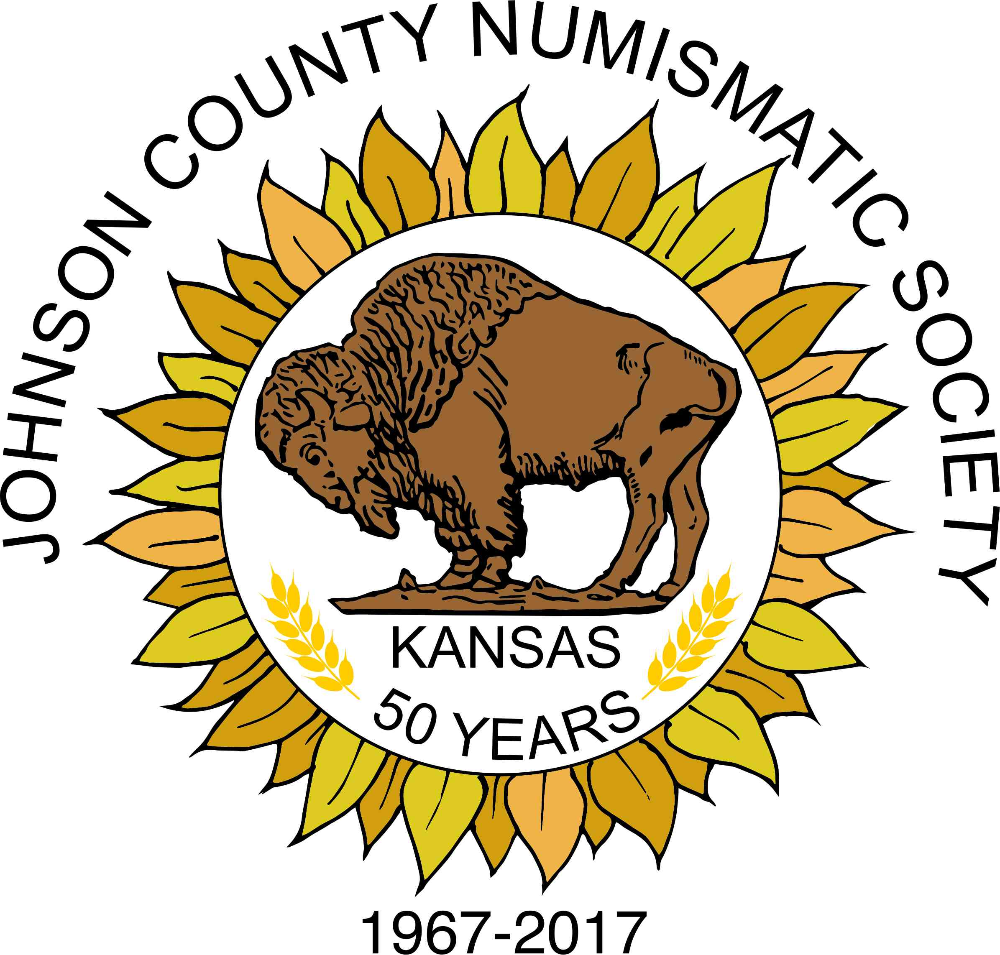 JOHNSON COUNTY NUMISMATIC SOCIETY
KANSAS
50 YEARS
1967-2017